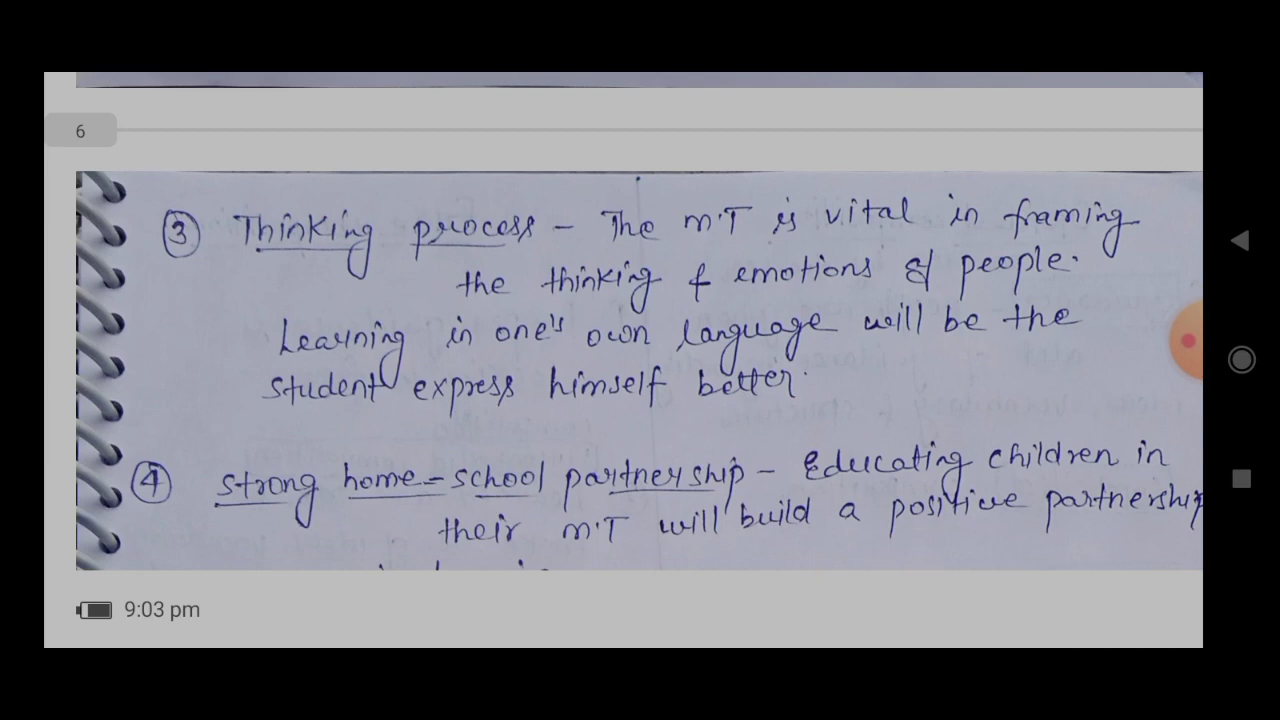 6
③ Thinking process - The M.T is vital in framing
the thinking & emotions of people.
Learning in one's own language will be the
student express himself better.
④ strong home-school partnership - Educating children in
their M.T will build a positive partnership
9:03 pm